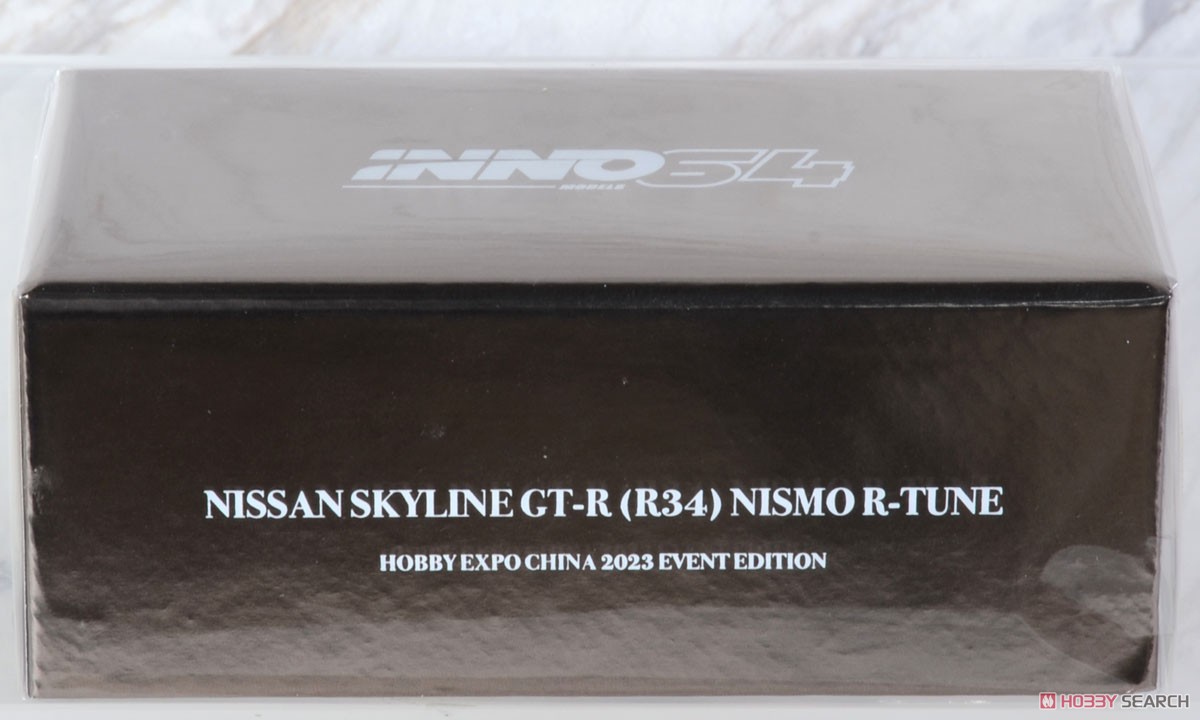 INNO64
MODELS
NISSAN SKYLINE GT-R (R34) NISMO R-TUNE
HOBBY EXPO CHINA 2023 EVENT EDITION
HOBBY SEARCH